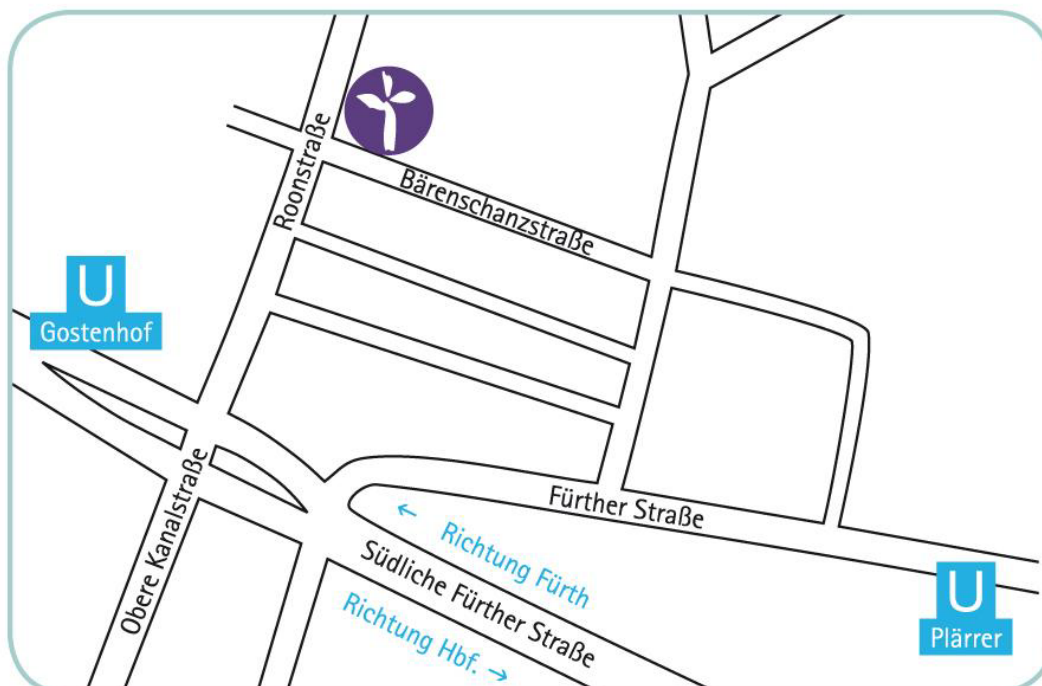 Roonstraße
Bärenschanzstraße
U
Gostenhof
Obere Kanalstraße
Fürther Straße
← Richtung Fürth
Südliche Fürther Straße
Richtung Hbf. →
U
Plärrer